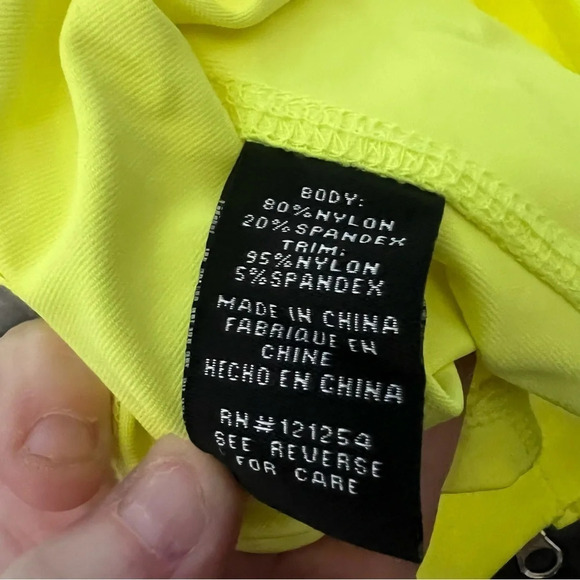 BODY:
80%NYLON
20%SPANDEX
TRIM:
95%NYLON
5%SPANDEX
MADE IN CHINA
FABRIQUE EN
CHINE
HECHO EN CHINA
RN#121254
SEE REVERSE
FOR CARE